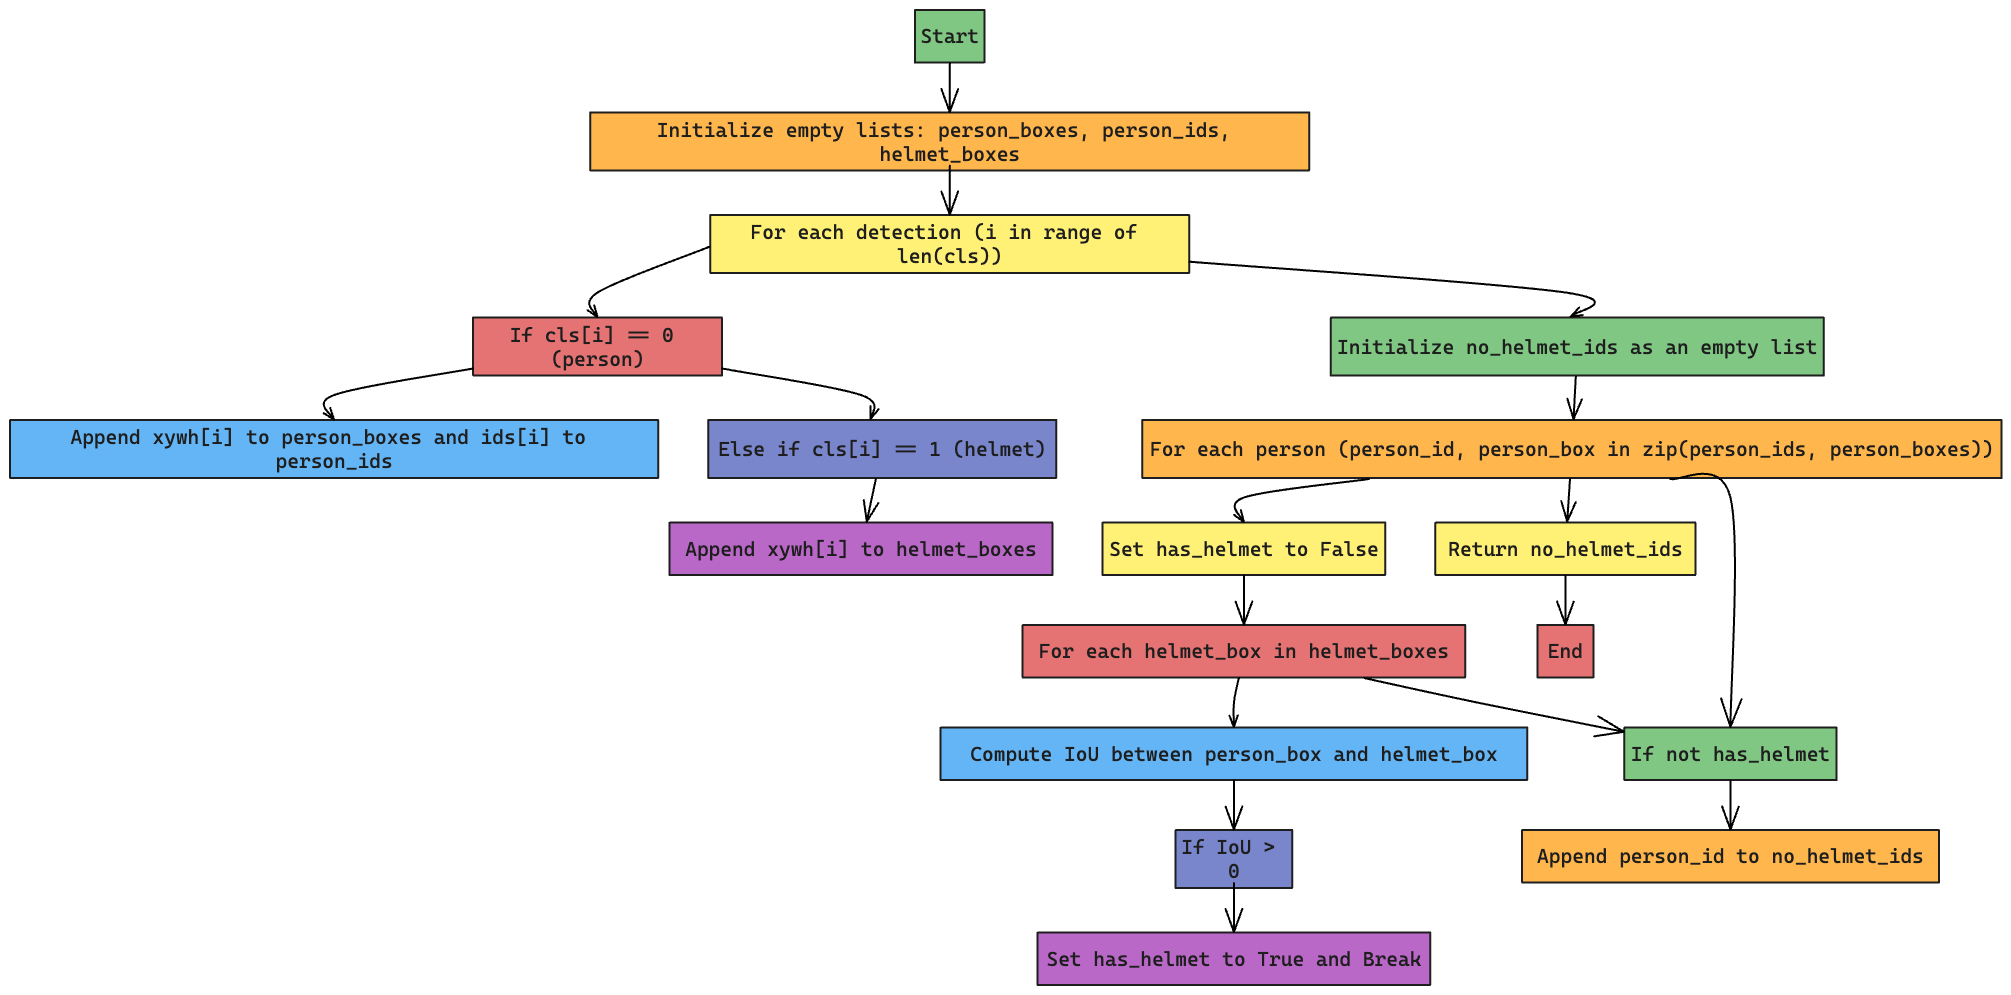 Start
Initialize empty lists: person_boxes, person_ids,
helmet_boxes
For each detection (i in range of
len(cls))
If cls[i] == 0
(person)
Initialize no_helmet_ids as an empty list
Append xywh[i] to person_boxes and ids[i] to
person_ids
Else if cls[i] == 1 (helmet)
For each person (person_id, person_box in zip(person_ids, person_boxes))
Append xywh[i] to helmet_boxes
Set has_helmet to False
Return no_helmet_ids
For each helmet_box in helmet_boxes
End
Compute IoU between person_box and helmet_box
If not has_helmet
If IoU >
0
Append person_id to no_helmet_ids
Set has_helmet to True and Break